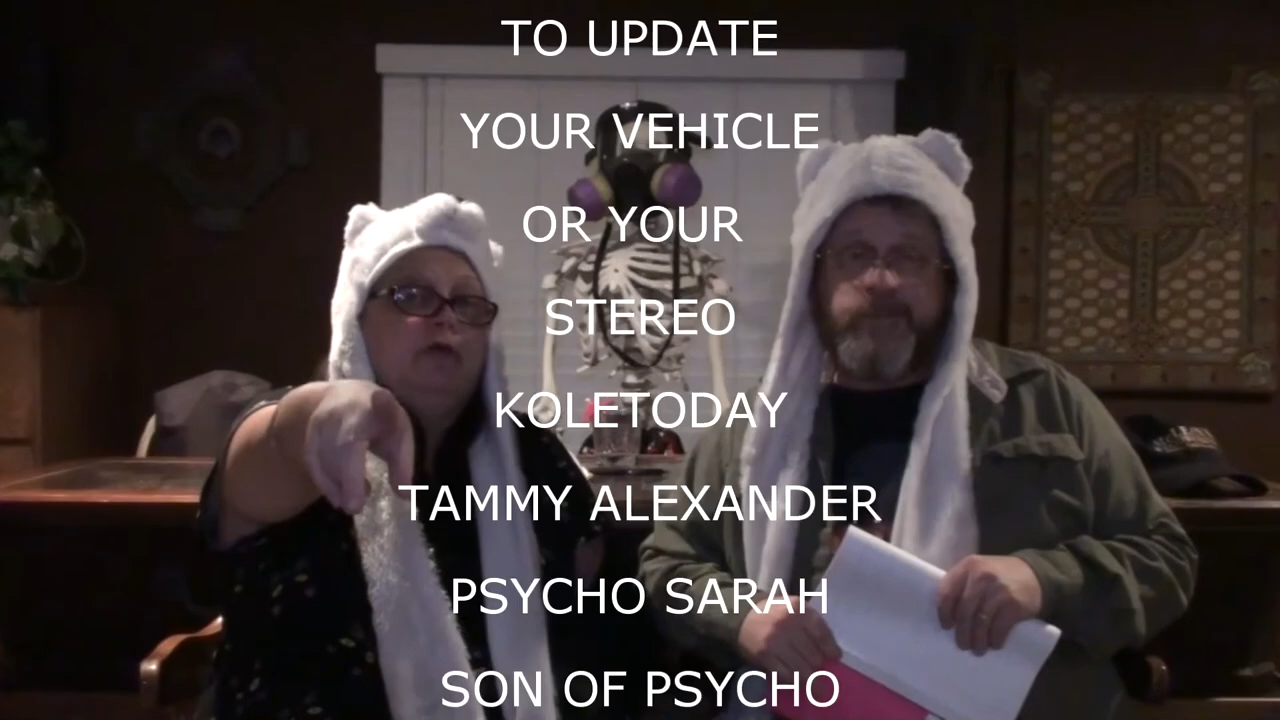 TO UPDATE
YOUR VEHICLE
OR YOUR
STEREO
KOLETODAY
TAMMY ALEXANDER
PSYCHO SARAH
SON OF PSYCHO